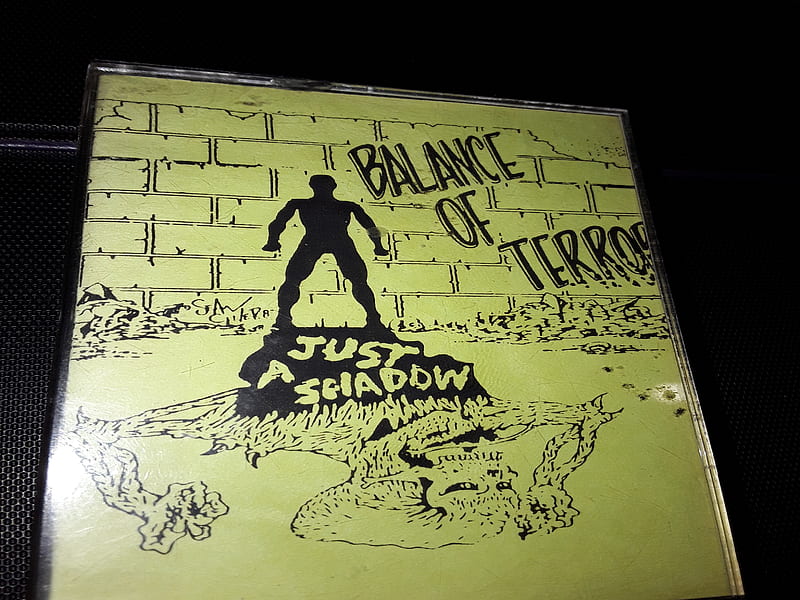 BALANCE
OF
TERROR
JUST
A SHADOW